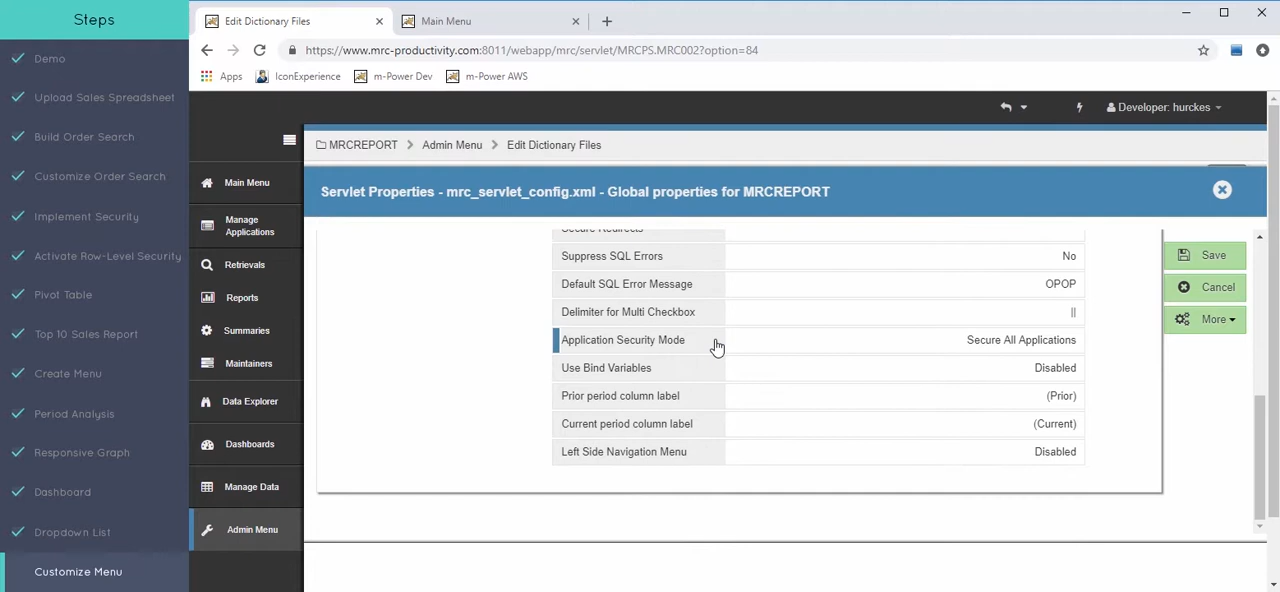 Steps
Demo
Upload Sales Spreadsheet
Build Order Search
Customize Order Search
Implement Security
Activate Row-Level Security
Pivot Table
Top 10 Sales Report
Create Menu
Period Analysis
Responsive Graph
Dashboard
Dropdown List
Customize Menu
Edit Dictionary Files
Main Menu
https://www.mrc-productivity.com:8011/webapp/mrc/servlet/MRCPS.MRC002?option=84
Apps IconExperience m-Power Dev m-Power AWS
Developer: hurckes
MRCREPORT > Admin Menu > Edit Dictionary Files
Main Menu
Manage Applications
Retrievals
Reports
Summaries
Maintainers
Data Explorer
Dashboards
Manage Data
Admin Menu
Servlet Properties - mrc_servlet_config.xml - Global properties for MRCREPORT
Secure Redirects
Suppress SQL Errors No
Default SQL Error Message OPOP
Delimiter for Multi Checkbox ||
Application Security Mode Secure All Applications
Use Bind Variables Disabled
Prior period column label (Prior)
Current period column label (Current)
Left Side Navigation Menu Disabled
Save
Cancel
More